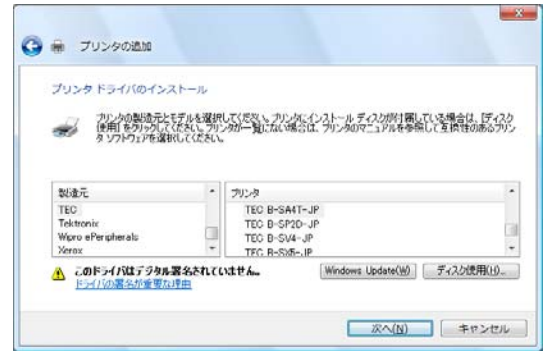 プリンタの追加
プリンタ ドライバのインストール
プリンタの製造元とモデルを選択してください。プリンタにインストール ディスクが付属している場合は、[ディスク
使用] をクリックしてください。プリンタが一覧にない場合は、プリンタのマニュアルを参照して互換性のあるプリン
タ ソフトウェアを選択してください。
製造元
プリンタ
TEC
Tektronix
Wipro ePeripherals
Xerox
TEC B-SA4T-JP
TEC B-SP2D-JP
TEC B-SV4-JP
TEC B-SX6-JP
このドライバはデジタル署名されていません。
ドライバの署名が重要な理由
Windows Update(W)
ディスク使用(H)...
次へ(N)
キャンセル